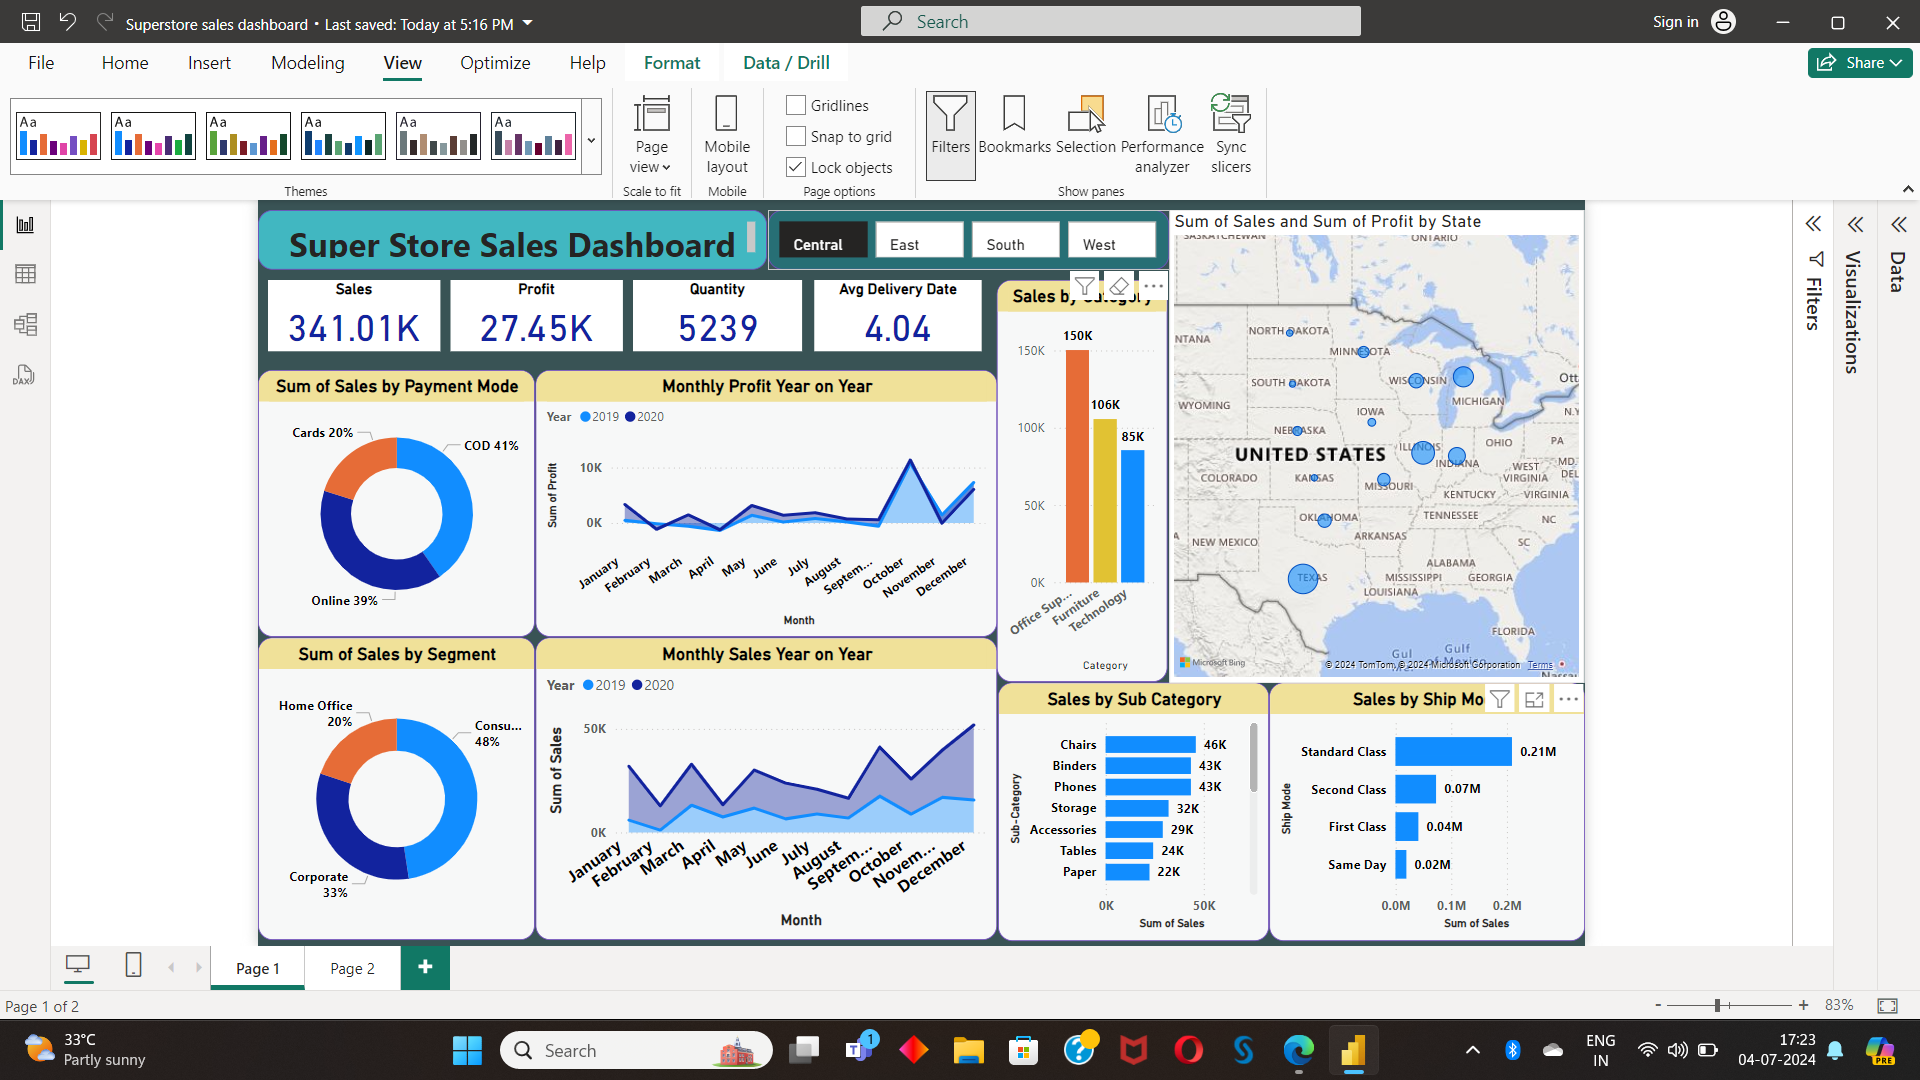 Superstore sales dashboard • Last saved: Today at 5:16 PM
Search
Sign in
File Home Insert Modeling View Optimize Help Format Data / Drill
Share
Aa Aa Aa Aa Aa Aa
Themes
Page view
Scale to fit
Mobile layout
Mobile
Gridlines
Snap to grid
Lock objects
Page options
Filters
Bookmarks
Selection
Performance analyzer
Sync slicers
Show panes
DAX
Super Store Sales Dashboard
Central East South West
Sales
341.01K
Profit
27.45K
Quantity
5239
Avg Delivery Date
4.04
Sum of Sales by Payment Mode
Cards 20%
COD 41%
Online 39%
Monthly Profit Year on Year
Year 2019 2020
Sum of Profit
10K
0K
January
February
March
April
May
June
July
August
Septem...
October
November
December
Month
Sales by Category
150K
106K
85K
150K
100K
50K
0K
Office Sup...
Furniture
Technology
Category
Sum of Sales and Sum of Profit by State
SASKATCHEWAN
ONTARIO
NTANA
NORTH DAKOTA
MINNESOTA
SOUTH DAKOTA
WISCONSIN
Ott
WYOMING
MICHIGAN
IOWA
N.Y
NEBRASKA
ILLINOIS
OHIO
PA
UNITED STATES
INDIANA
WEST VIRGINIA
MD
DEL
COLORADO
KANSAS
MISSOURI
KENTUCKY
VIRGINIA
OKLAHOMA
TENNESSEE
NC
NEW MEXICO
ARKANSAS
SC
ALABAMA
TEXAS
MISSISSIPPI
GEORGIA
LOUISIANA
FLORIDA
Gul
Gulf
Microsoft Bing
© 2024 TomTom, © 2024 Microsoft Corporation Terms
Nassau
Sum of Sales by Segment
Home Office 20%
Consu... 48%
Corporate 33%
Monthly Sales Year on Year
Year 2019 2020
Sum of Sales
50K
0K
January
February
March
April
May
June
July
August
Septem...
October
Novem...
December
Month
Sales by Sub Category
Sub-Category
Chairs 46K
Binders 43K
Phones 43K
Storage 32K
Accessories 29K
Tables 24K
Paper 22K
0K 50K
Sum of Sales
Sales by Ship Mo
Ship Mode
Standard Class 0.21M
Second Class 0.07M
First Class 0.04M
Same Day 0.02M
0.0M 0.1M 0.2M
Sum of Sales
Filters
Visualizations
Data
Page 1
Page 2
Page 1 of 2
83%
33°C
Partly sunny
Search
1
PRE
ENG
IN
17:23
04-07-2024